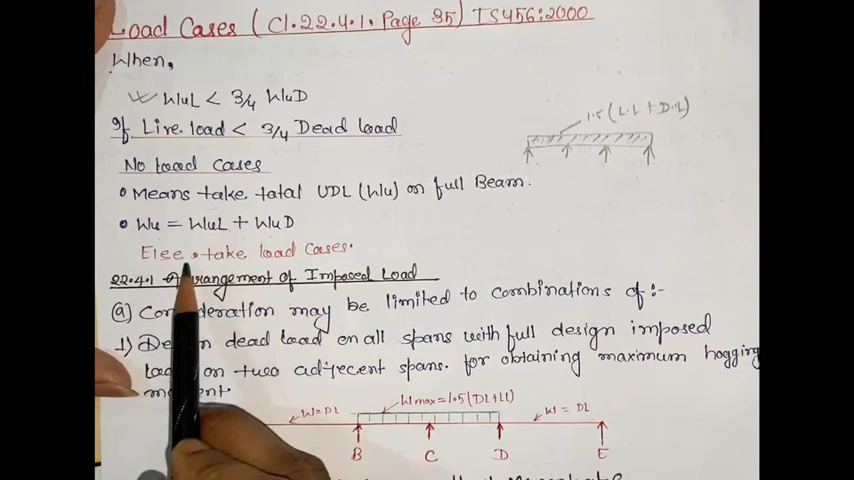 Load Cases ( Cl.22.4.1. Page 35) IS456:2000
When,
WuL < 3/4 WuD
If Live load < 3/4 Dead load
1.5 (L.L + D.L)
No load Cases
• Means take total UDL (Wu) on full Beam.
• Wu = WuL + WuD
Else • take load Cases.
22.4.1 Arrangement of Imposed Load
(a) Consideration may be limited to combinations of :-
1) Design dead load on all spans with full design imposed
load on two adjecent spans. for obtaining maximum hogging
moment.
W = DL
Wmax = 1.5 (DL+LL)
W = DL
B C D E